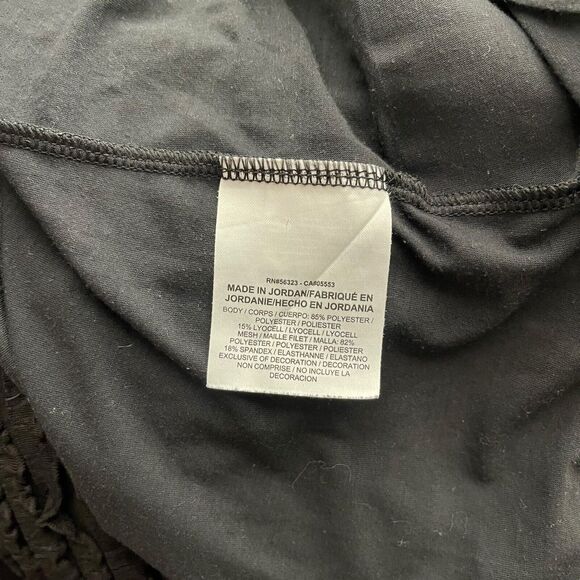 RN#56323 - CA#05553
MADE IN JORDAN/FABRIQUÉ EN
JORDANIE/HECHO EN JORDANIA
BODY / CORPS / CUERPO: 85% POLYESTER /
POLYESTER / POLIESTER
15% LYOCELL / LYOCELL / LYOCELL
MESH / MAILLE FILET / MALLA: 82%
POLYESTER / POLYESTER / POLIESTER
18% SPANDEX / ELASTHANNE / ELASTANO
EXCLUSIVE OF DECORATION / DECORATION
NON COMPRISE / NO INCLUYE LA
DECORACION